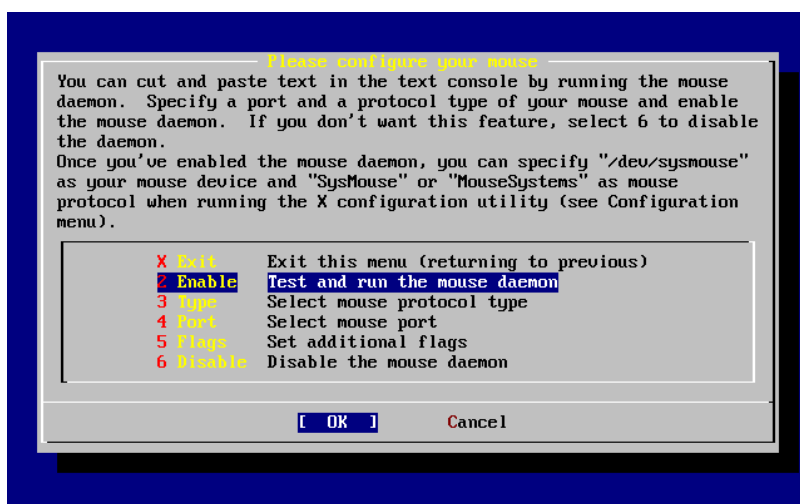 Please configure your mouse
You can cut and paste text in the text console by running the mouse
daemon.  Specify a port and a protocol type of your mouse and enable
the mouse daemon.  If you don't want this feature, select 6 to disable
the daemon.
Once you've enabled the mouse daemon, you can specify "/dev/sysmouse"
as your mouse device and "SysMouse" or "MouseSystems" as mouse
protocol when running the X configuration utility (see Configuration
menu).
X Exit Exit this menu (returning to previous)
2 Enable Test and run the mouse daemon
3 Type Select mouse protocol type
4 Port Select mouse port
5 Flags Set additional flags
6 Disable Disable the mouse daemon
[ OK ] Cancel